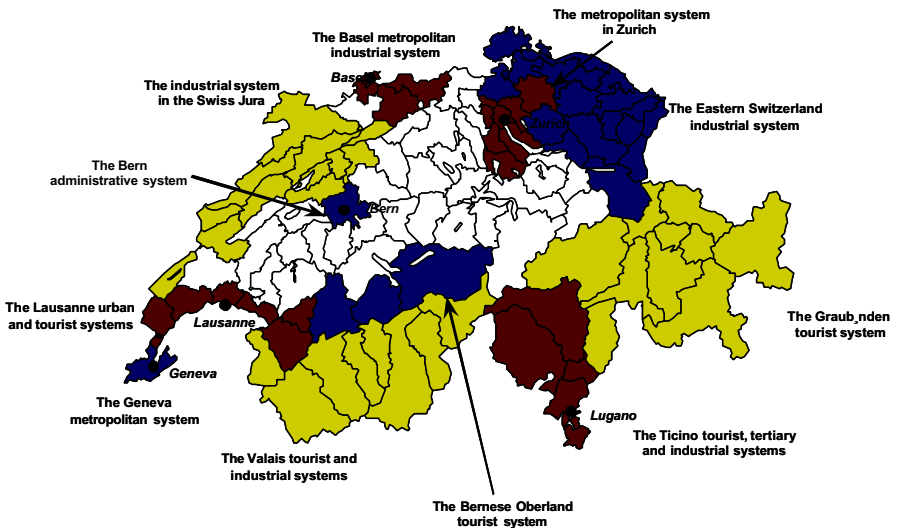 The metropolitan system
in Zurich
The Basel metropolitan
industrial system
Basel
The industrial system
in the Swiss Jura
The Eastern Switzerland
industrial system
Zurich
The Bern
administrative system
Bern
The Lausanne urban
and tourist systems
Lausanne
The Graub¸nden
tourist system
Geneva
The Geneva
metropolitan system
Lugano
The Ticino tourist, tertiary
and industrial systems
The Valais tourist and
industrial systems
The Bernese Oberland
tourist system